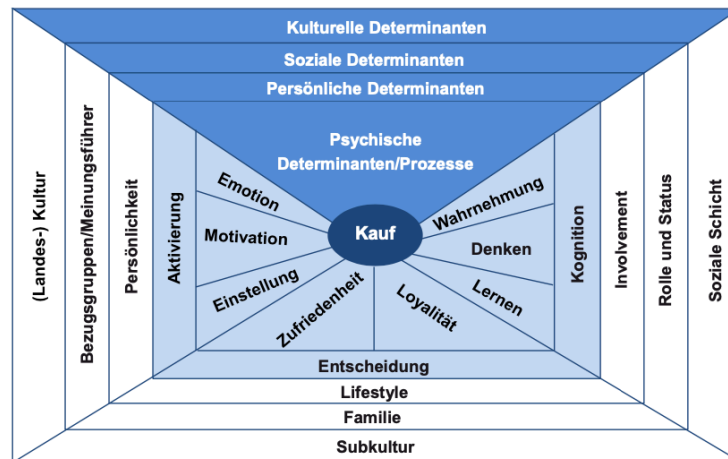 Kulturelle Determinanten
Soziale Determinanten
Persönliche Determinanten
Psychische
Determinanten/Prozesse
(Landes-) Kultur
Bezugsgruppen/Meinungsführer
Persönlichkeit
Aktivierung
Emotion
Motivation
Einstellung
Zufriedenheit
Kauf
Loyalität
Wahrnehmung
Denken
Lernen
Kognition
Involvement
Rolle und Status
Soziale Schicht
Entscheidung
Lifestyle
Familie
Subkultur